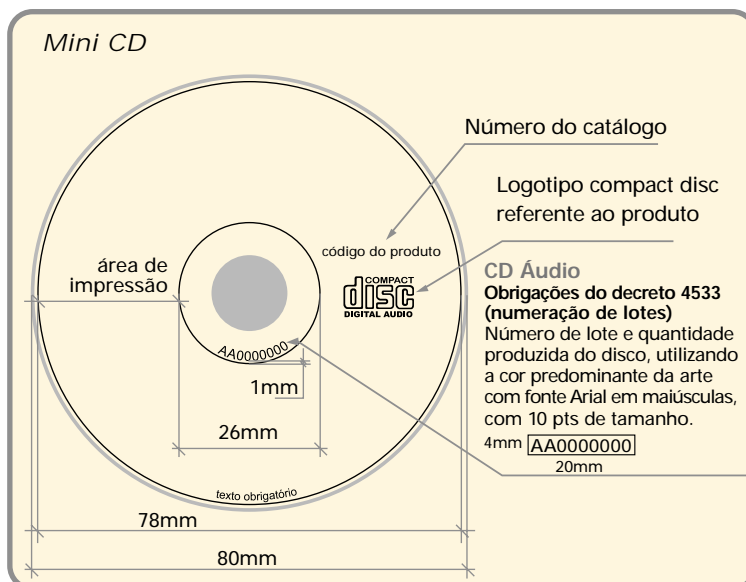 Mini CD
Número do catálogo
Logotipo compact disc
referente ao produto
código do produto
área de
impressão
COMPACT
disc
DIGITAL AUDIO
CD Áudio
Obrigações do decreto 4533
(numeração de lotes)
Número de lote e quantidade
produzida do disco, utilizando
a cor predominante da arte
com fonte Arial em maiúsculas,
com 10 pts de tamanho.
4mm AA0000000
20mm
AA0000000
1mm
26mm
texto obrigatório
78mm
80mm